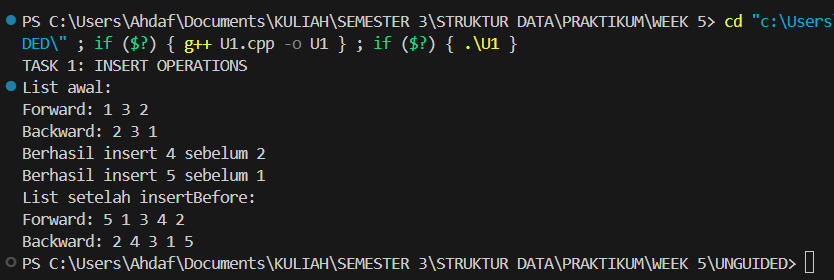 PS C:\Users\Ahdaf\Documents\KULIAH\SEMESTER 3\STRUKTUR DATA\PRAKTIKUM\WEEK 5> cd "c:\Users
DED\" ; if ($?) { g++ U1.cpp -o U1 } ; if ($?) { .\U1 }
TASK 1: INSERT OPERATIONS
List awal:
Forward: 1 3 2
Backward: 2 3 1
Berhasil insert 4 sebelum 2
Berhasil insert 5 sebelum 1
List setelah insertBefore:
Forward: 5 1 3 4 2
Backward: 2 4 3 1 5
PS C:\Users\Ahdaf\Documents\KULIAH\SEMESTER 3\STRUKTUR DATA\PRAKTIKUM\WEEK 5\UNGUIDED>